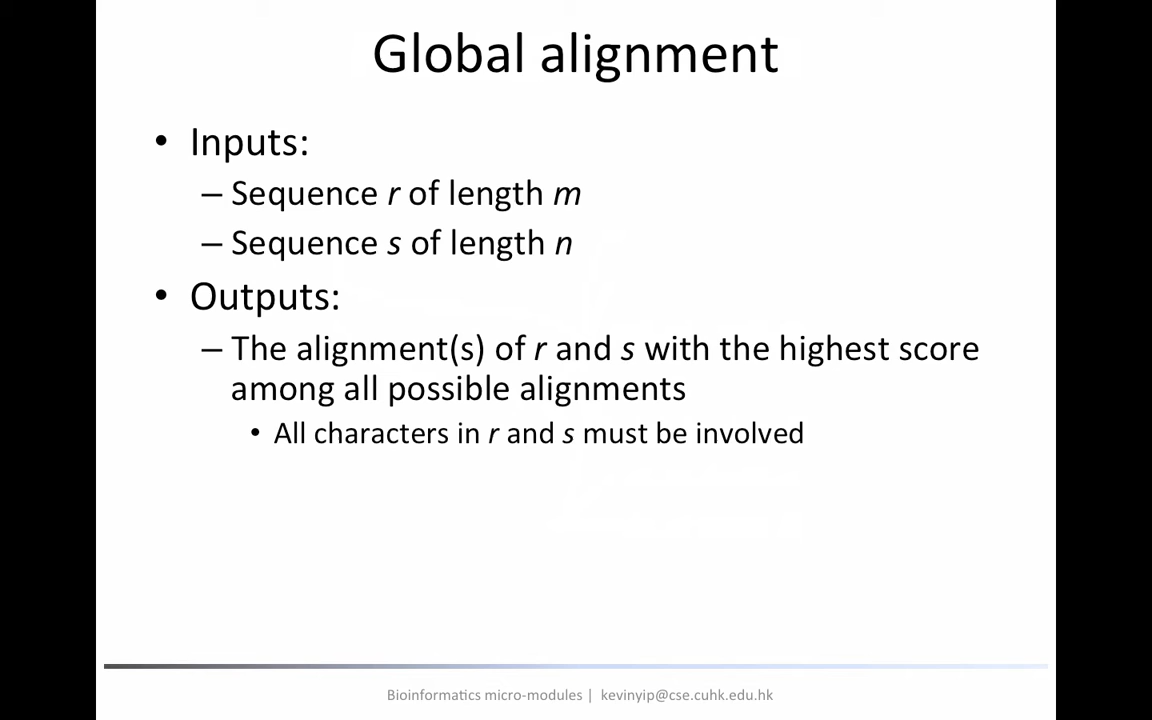 Global alignment
• Inputs:
– Sequence r of length m
– Sequence s of length n
• Outputs:
– The alignment(s) of r and s with the highest score
among all possible alignments
• All characters in r and s must be involved
Bioinformatics micro-modules | kevinyip@cse.cuhk.edu.hk